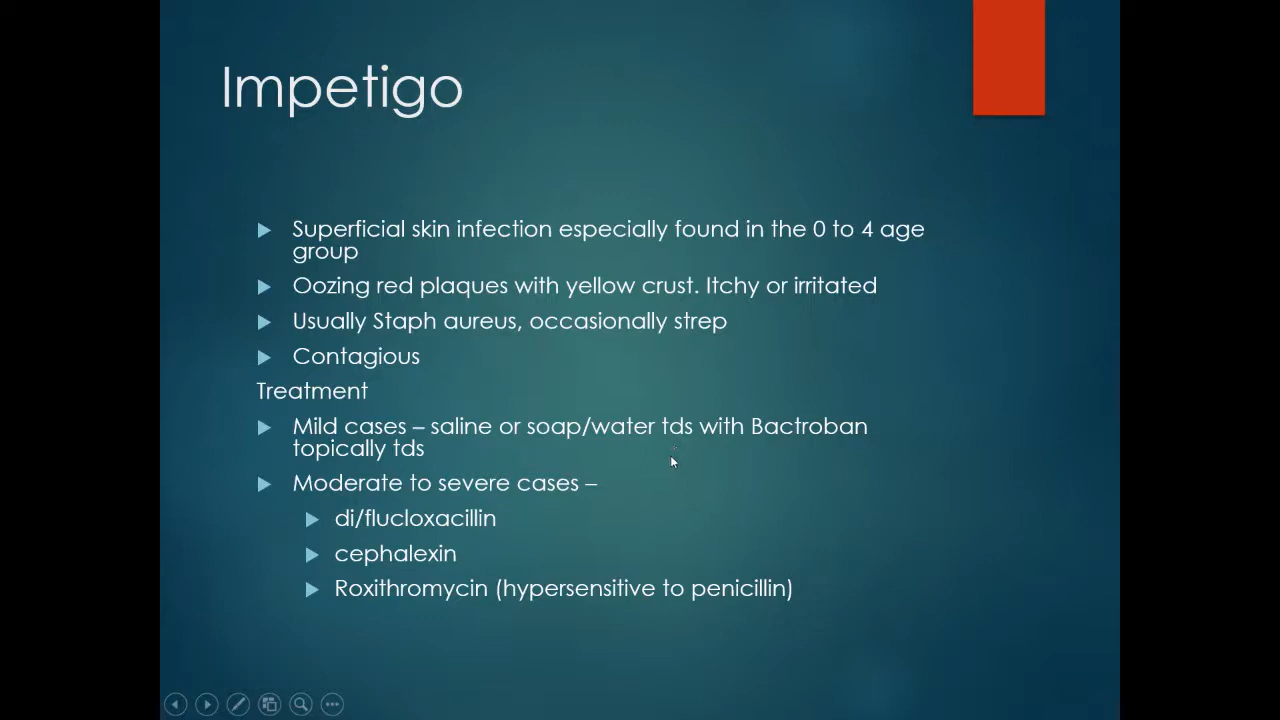 Impetigo
Superficial skin infection especially found in the 0 to 4 age
group
Oozing red plaques with yellow crust. Itchy or irritated
Usually Staph aureus, occasionally strep
Contagious
Treatment
Mild cases – saline or soap/water tds with Bactroban
topically tds
Moderate to severe cases –
di/flucloxacillin
cephalexin
Roxithromycin (hypersensitive to penicillin)